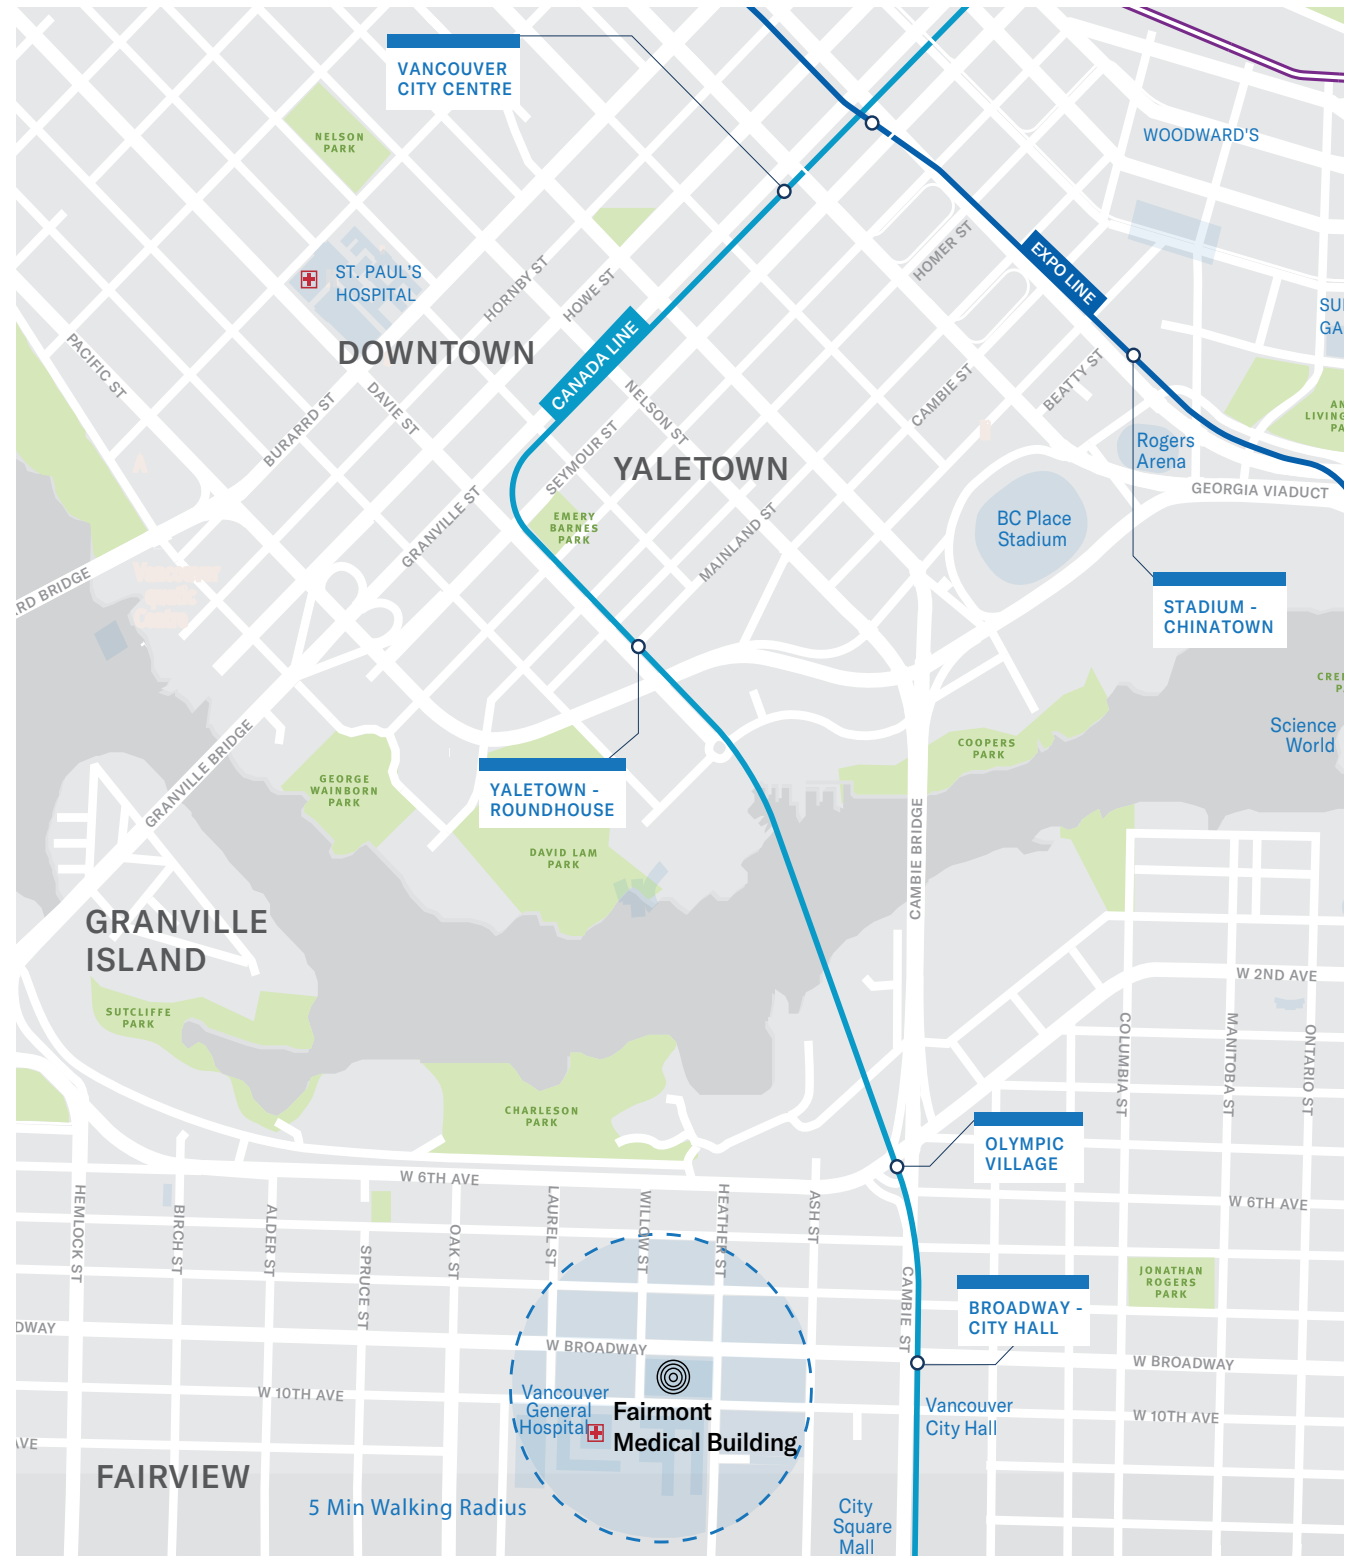 VANCOUVER
CITY CENTRE
NELSON
PARK
WOODWARD'S
ST. PAUL'S
HOSPITAL
HORNBY ST
HOWE ST
HOMER ST
EXPO LINE
DOWNTOWN
PACIFIC ST
DAVIE ST
BURARRD ST
CANADA LINE
NELSON ST
CAMBIE ST
BEATTY ST
SEYMOUR ST
YALETOWN
Rogers
Arena
GEORGIA VIADUCT
GRANVILLE ST
EMERY
BARNES
PARK
MAINLAND ST
BC Place
Stadium
RD BRIDGE
STADIUM -
CHINATOWN
Science
World
COOPERS
PARK
GRANVILLE BRIDGE
GEORGE
WAINBORN
PARK
YALETOWN -
ROUNDHOUSE
DAVID LAM
PARK
CAMBIE BRIDGE
GRANVILLE
ISLAND
W 2ND AVE
SUTCLIFFE
PARK
COLUMBIA ST
MANITOBA ST
ONTARIO ST
CHARLESON
PARK
OLYMPIC
VILLAGE
W 6TH AVE
W 6TH AVE
HEMLOCK ST
BIRCH ST
ALDER ST
SPRUCE ST
OAK ST
LAUREL ST
WILLOW ST
HEATHER ST
ASH ST
CAMBIE ST
JONATHAN
ROGERS
PARK
BROADWAY -
CITY HALL
DWAY
W BROADWAY
W BROADWAY
W 10TH AVE
Vancouver
General
Hospital
Fairmont
Medical Building
Vancouver
City Hall
W 10TH AVE
FAIRVIEW
5 Min Walking Radius
City
Square
Mall